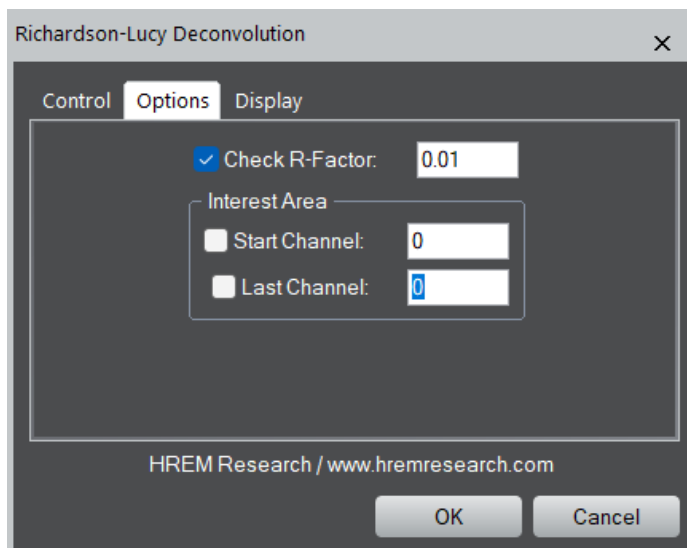 Richardson-Lucy Deconvolution
Control Options Display
Check R-Factor: 0.01
Interest Area
Start Channel: 0
Last Channel: 0
HREM Research / www.hremresearch.com
OK Cancel